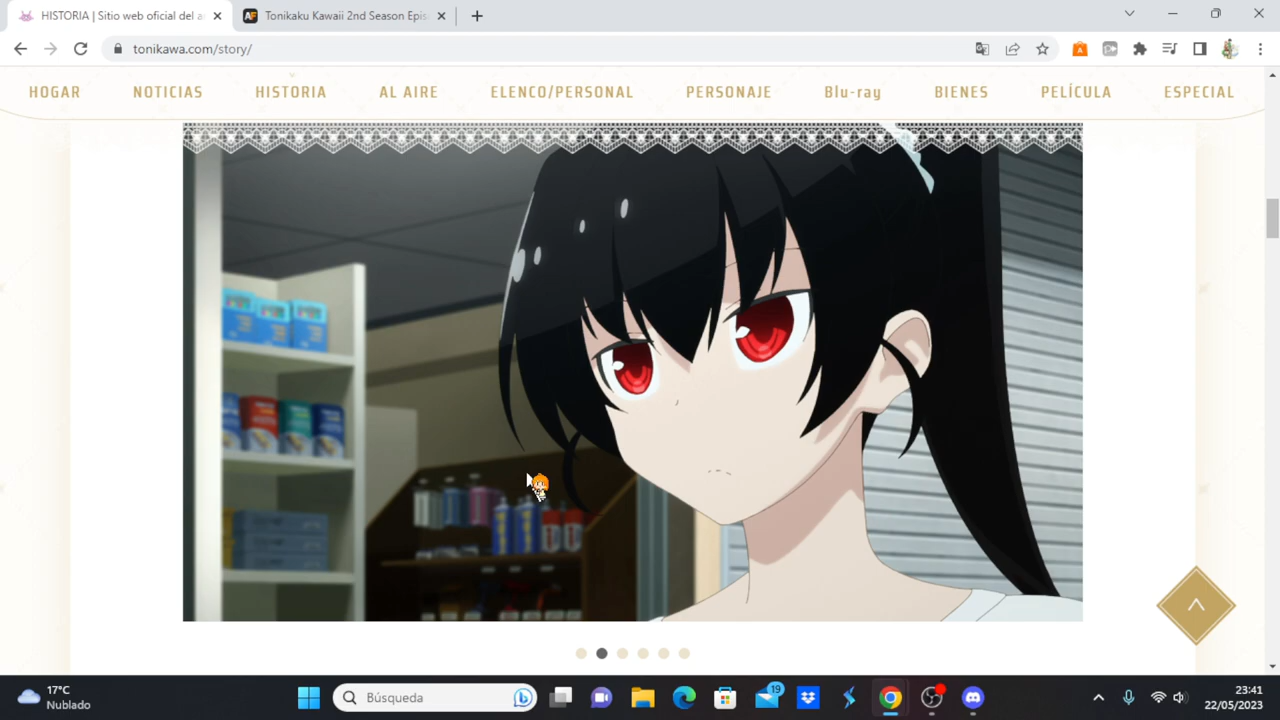 HISTORIA | Sitio web oficial del a
Tonikaku Kawaii 2nd Season Epis
tonikawa.com/story/
HOGAR NOTICIAS HISTORIA AL AIRE ELENCO/PERSONAL PERSONAJE Blu-ray BIENES PELÍCULA ESPECIAL
17°C
Nublado
Búsqueda
19
23:41
22/05/2023